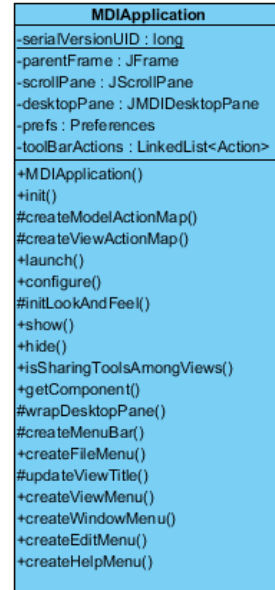 MDIApplication
-serialVersionUID : long
-parentFrame : JFrame
-scrollPane : JScrollPane
-desktopPane : JMDIDesktopPane
-prefs : Preferences
-toolBarActions : LinkedList<Action>
+MDIApplication()
+init()
#createModelActionMap()
#createViewActionMap()
+launch()
+configure()
#initLookAndFeel()
+show()
+hide()
+isSharingToolsAmongViews()
+getComponent()
#wrapDesktopPane()
#createMenuBar()
+createFileMenu()
#updateViewTitle()
+createViewMenu()
+createWindowMenu()
+createEditMenu()
+createHelpMenu()